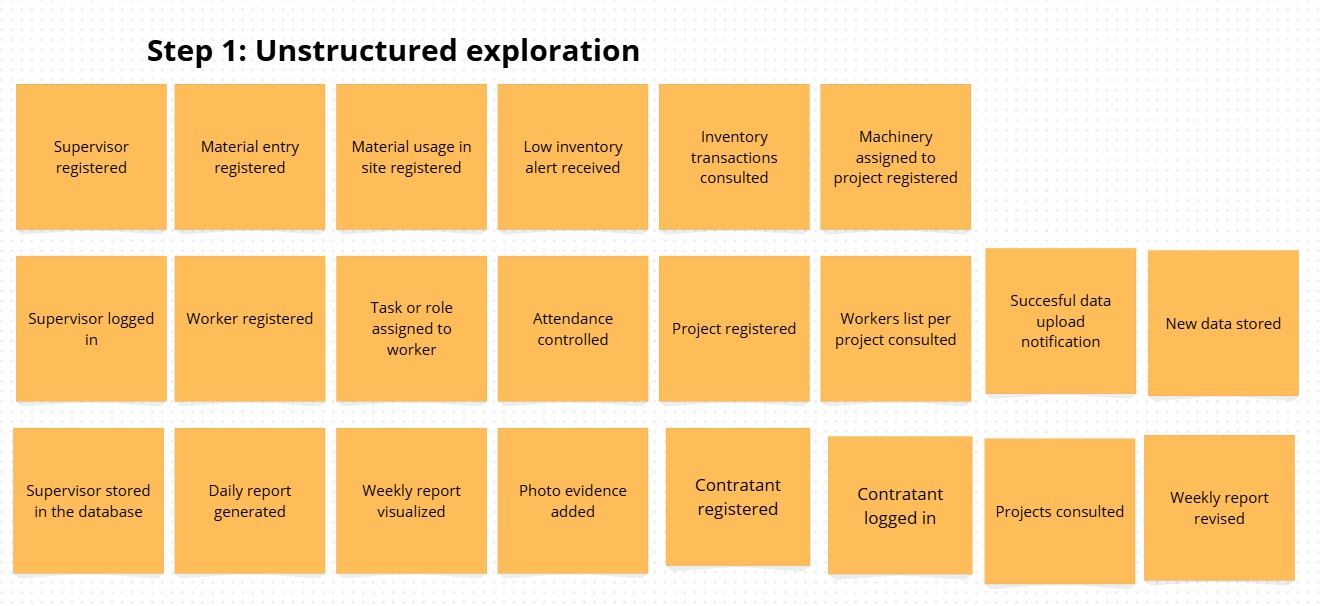 Step 1: Unstructured exploration
Supervisor
registered
Material entry
registered
Material usage in
site registered
Low inventory
alert received
Inventory
transactions
consulted
Machinery
assigned to
project registered
Supervisor logged
in
Worker registered
Task or role
assigned to
worker
Attendance
controlled
Project registered
Workers list per
project consulted
Succesful data
upload
notification
New data stored
Supervisor stored
in the database
Daily report
generated
Weekly report
visualized
Photo evidence
added
Contratant
registered
Contratant
logged in
Projects consulted
Weekly report
revised